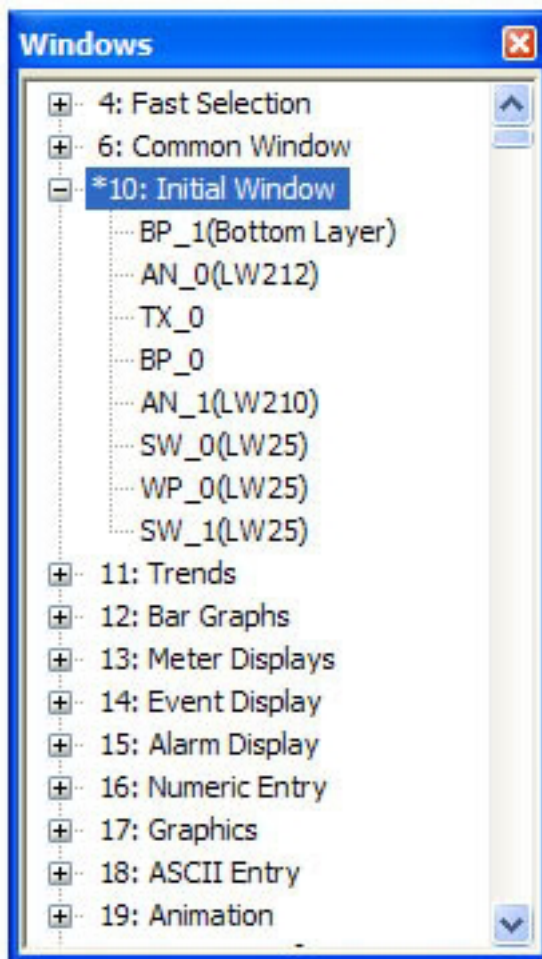 Windows
4: Fast Selection
6: Common Window
*10: Initial Window
BP_1(Bottom Layer)
AN_0(LW212)
TX_0
BP_0
AN_1(LW210)
SW_0(LW25)
WP_0(LW25)
SW_1(LW25)
11: Trends
12: Bar Graphs
13: Meter Displays
14: Event Display
15: Alarm Display
16: Numeric Entry
17: Graphics
18: ASCII Entry
19: Animation